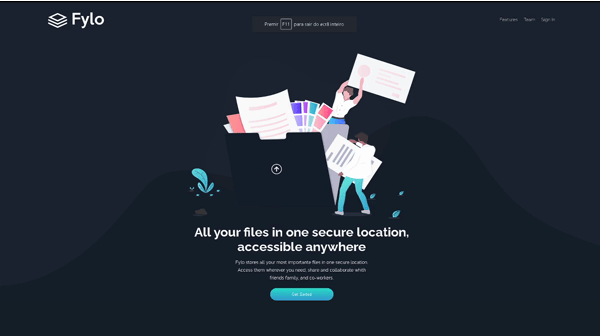 Fylo
Premir F11 para sair do ecrã inteiro
Features Team Sign In
All your files in one secure location,
accessible anywhere
Fylo stores all your most importante files in one secure location.
Access them wherever you need, share and collaborate whith
friends family, and co-workers.
Get Started